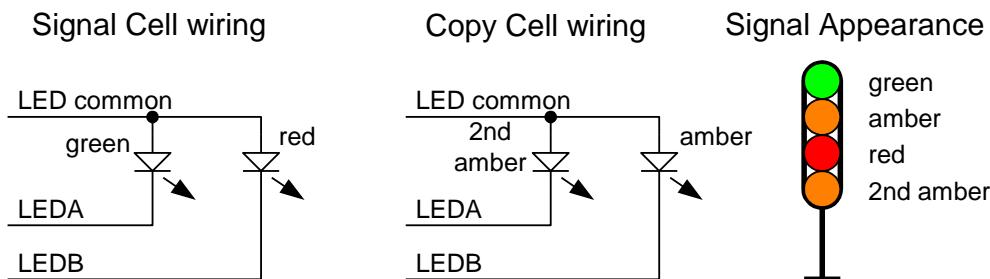 Signal Cell wiring
LED common
green
red
LEDA
LEDB
Copy Cell wiring
LED common
2nd
amber
amber
LEDA
LEDB
Signal Appearance
green
amber
red
2nd amber